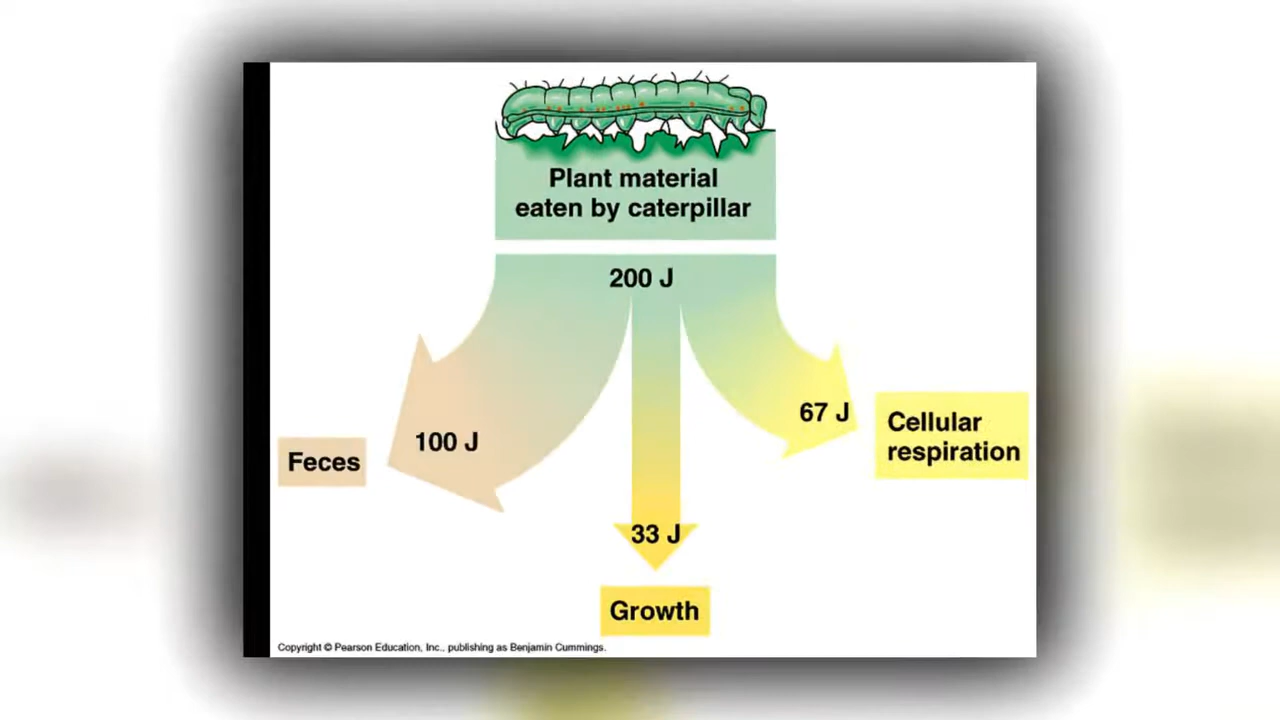 Plant material
eaten by caterpillar
200 J
67 J
Cellular
respiration
100 J
Feces
33 J
Growth
Copyright © Pearson Education, Inc., publishing as Benjamin Cummings.